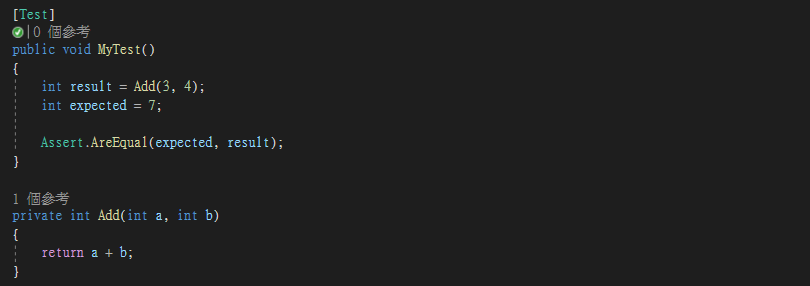 [Test]
|0 個參考
public void MyTest()
{
int result = Add(3, 4);
int expected = 7;
Assert.AreEqual(expected, result);
}
1 個參考
private int Add(int a, int b)
{
return a + b;
}